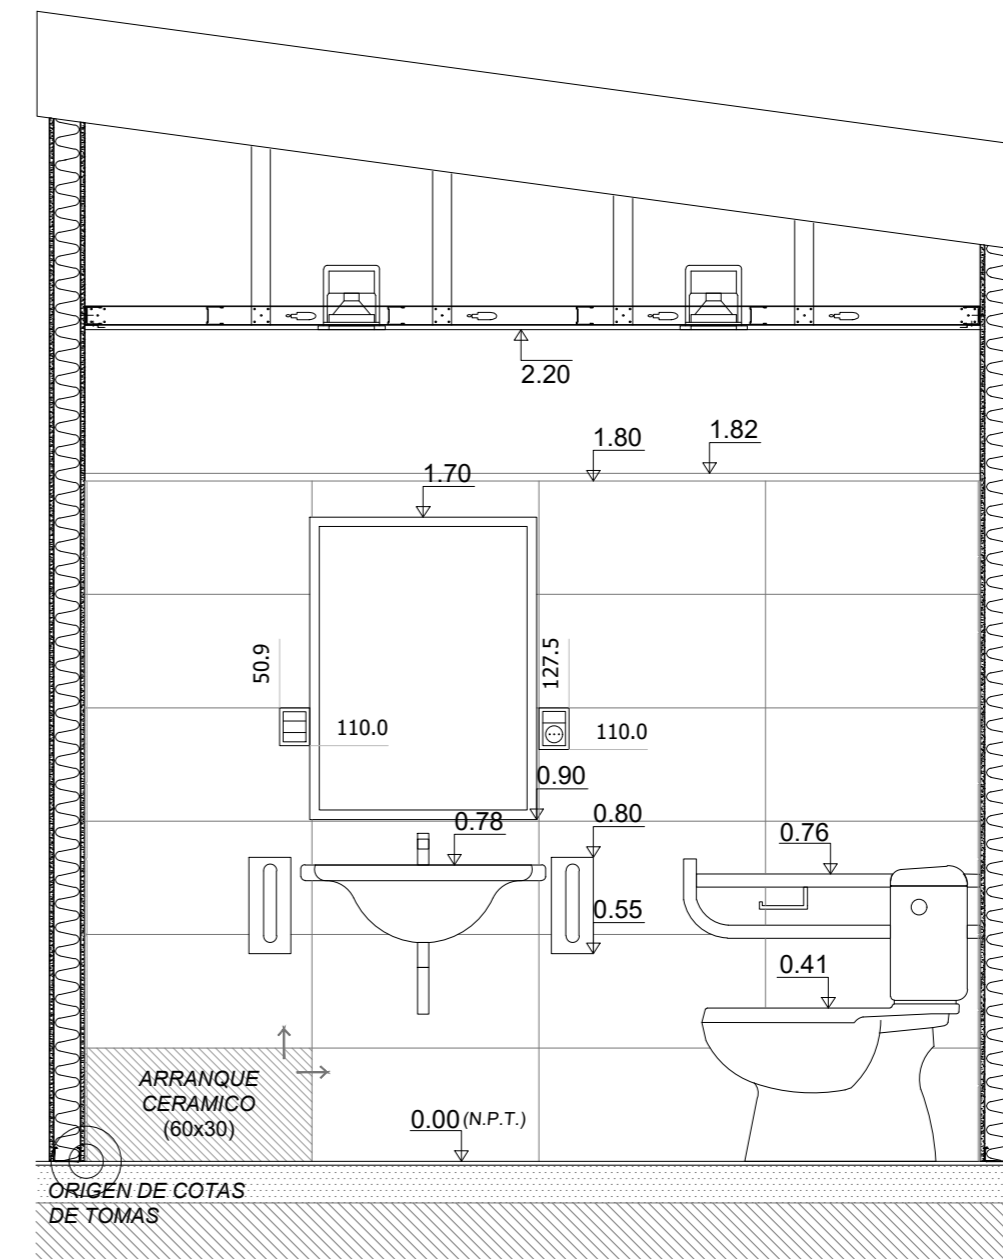 2.20
1.80
1.82
1.70
50.9
127.5
110.0
110.0
0.90
0.78
0.80
0.76
0.55
0.41
ARRANQUE
CERAMICO
(60x30)
0.00 (N.P.T.)
ORIGEN DE COTAS
DE TOMAS